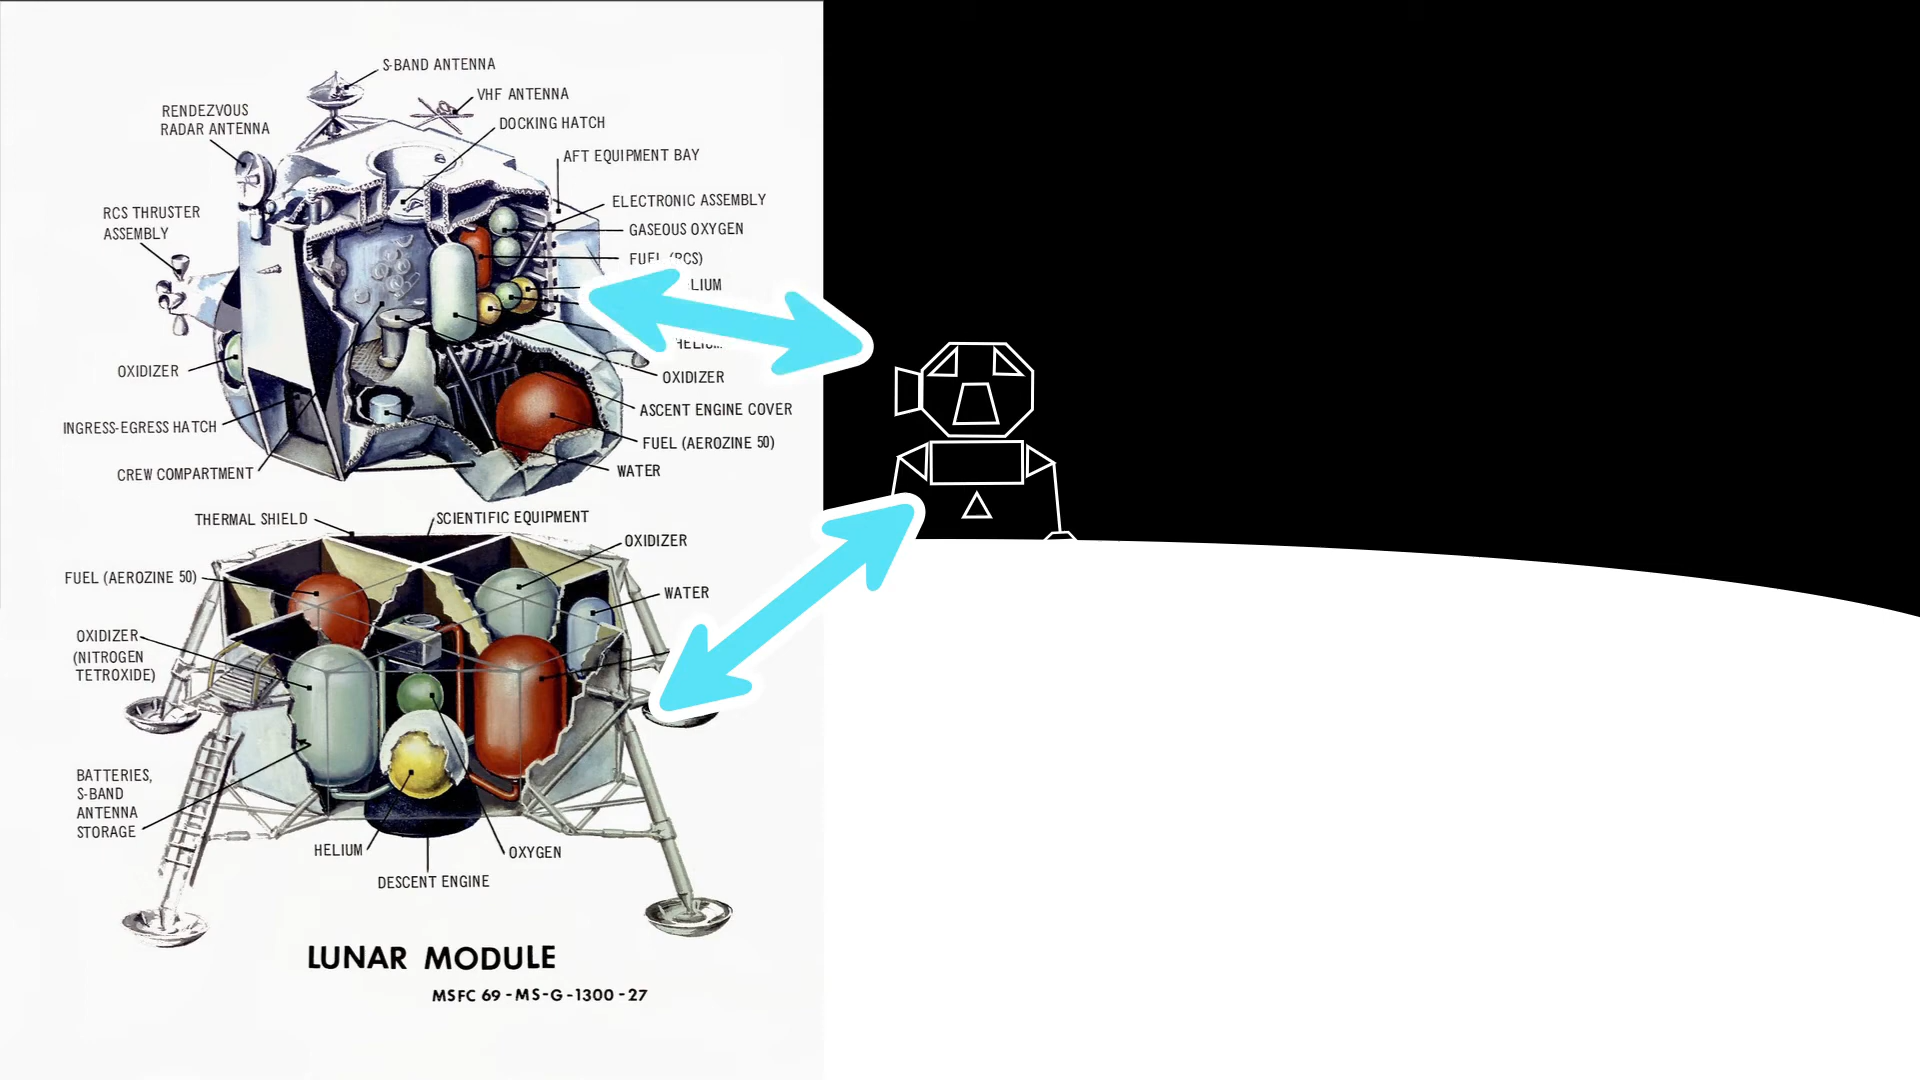 S-BAND ANTENNA
VHF ANTENNA
RENDEZVOUS
RADAR ANTENNA
DOCKING HATCH
AFT EQUIPMENT BAY
ELECTRONIC ASSEMBLY
RCS THRUSTER
ASSEMBLY
GASEOUS OXYGEN
FUEL (RCS)
LIUM
OXIDIZER
OXIDIZER
ASCENT ENGINE COVER
INGRESS-EGRESS HATCH
FUEL (AEROZINE 50)
CREW COMPARTMENT
WATER
THERMAL SHIELD
SCIENTIFIC EQUIPMENT
OXIDIZER
FUEL (AEROZINE 50)
WATER
OXIDIZER
(NITROGEN
TETROXIDE)
BATTERIES,
S-BAND
ANTENNA
STORAGE
HELIUM
OXYGEN
DESCENT ENGINE
LUNAR MODULE
MSFC 69-MS-G-1300-27